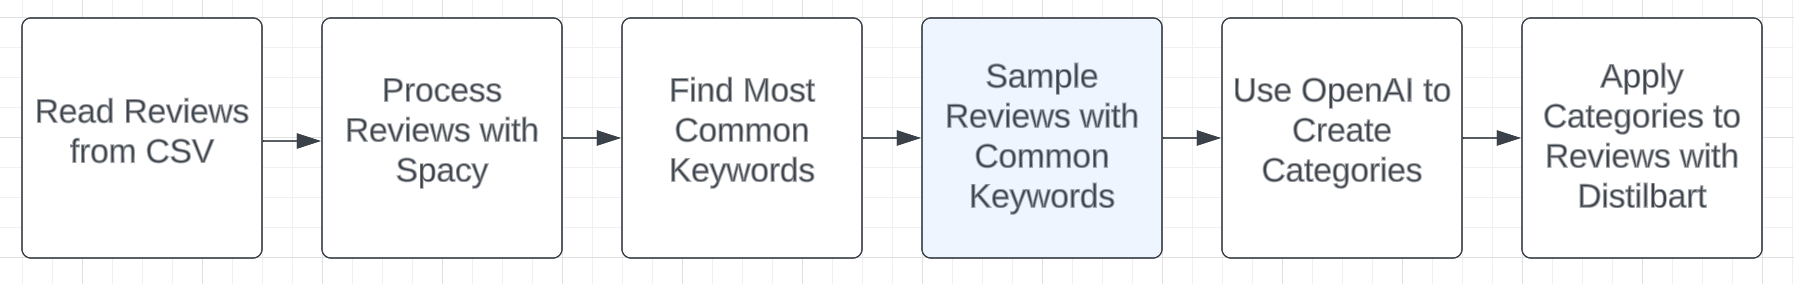 Read Reviews
from CSV
Process
Reviews with
Spacy
Find Most
Common
Keywords
Sample
Reviews with
Common
Keywords
Use OpenAI to
Create
Categories
Apply
Categories to
Reviews with
Distilbart